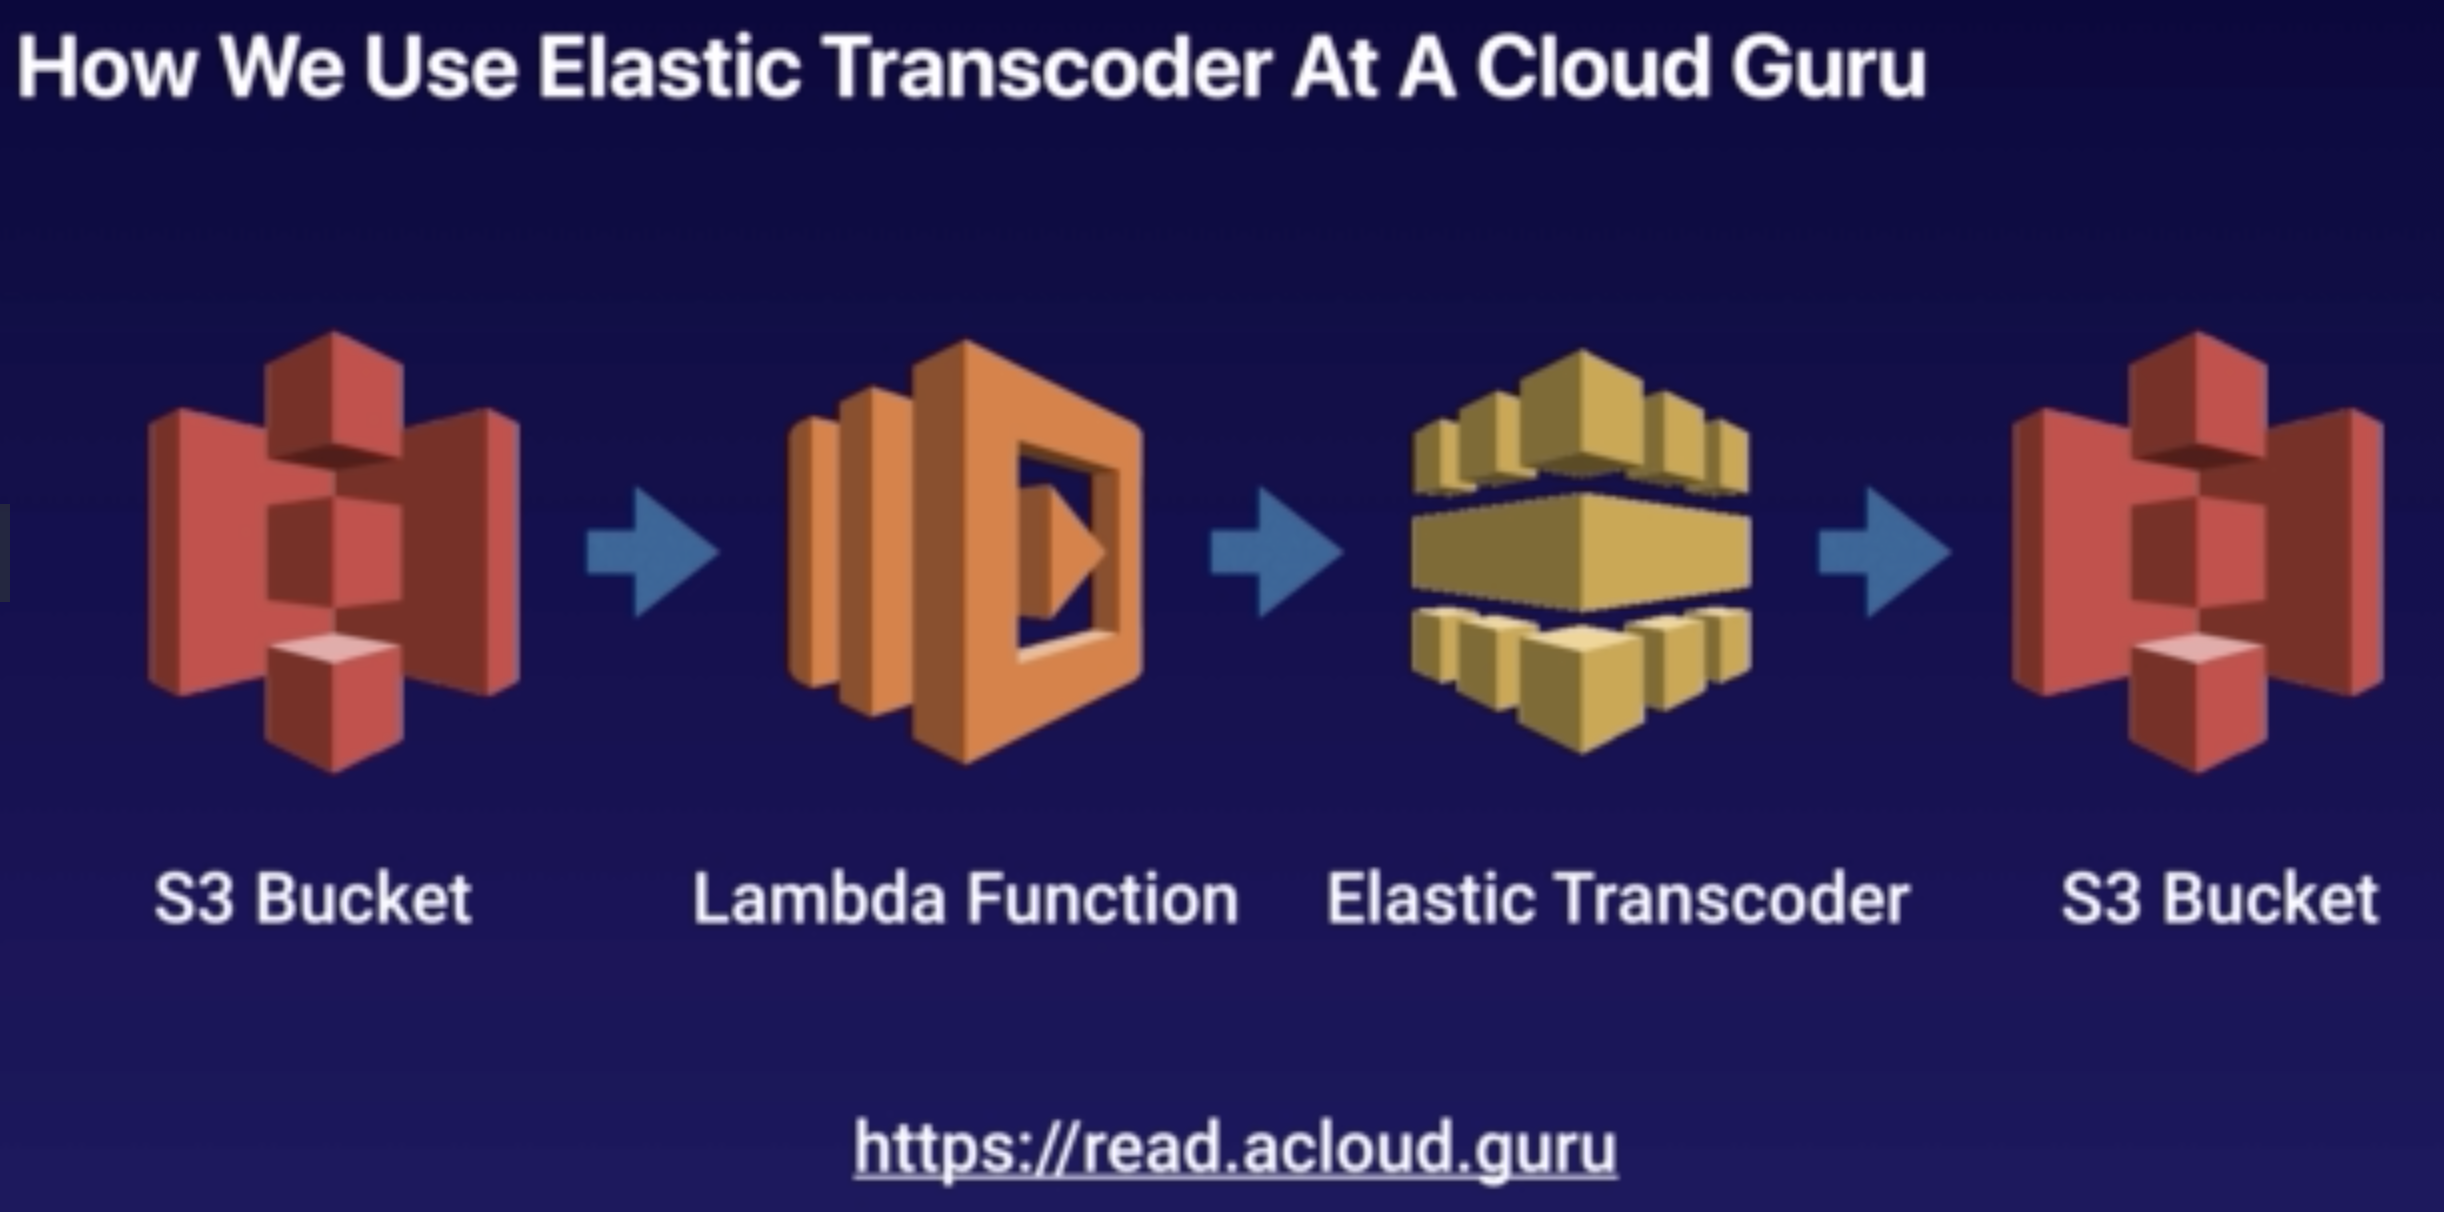 How We Use Elastic Transcoder At A Cloud Guru
S3 Bucket
Lambda Function
Elastic Transcoder
S3 Bucket
https://read.acloud.guru